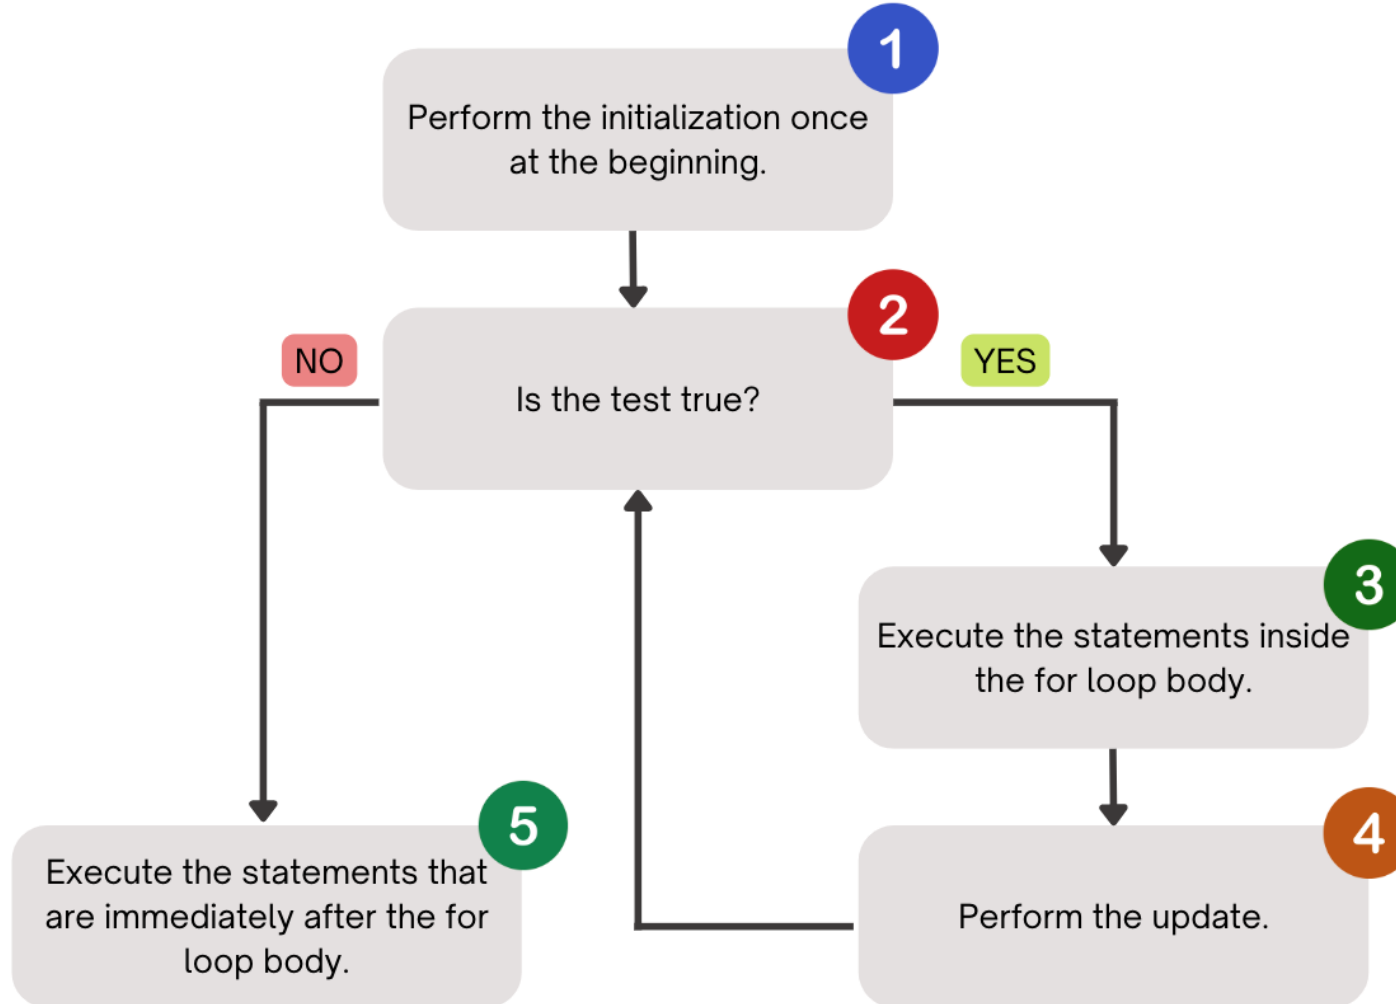 1
Perform the initialization once
at the beginning.
2
NO
YES
Is the test true?
3
Execute the statements inside
the for loop body.
5
4
Execute the statements that
are immediately after the for
loop body.
Perform the update.